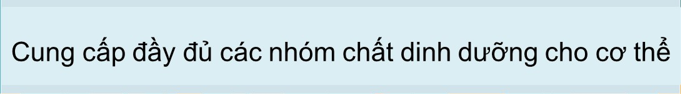 Cung cấp đầy đủ các nhóm chất dinh dưỡng cho cơ thể